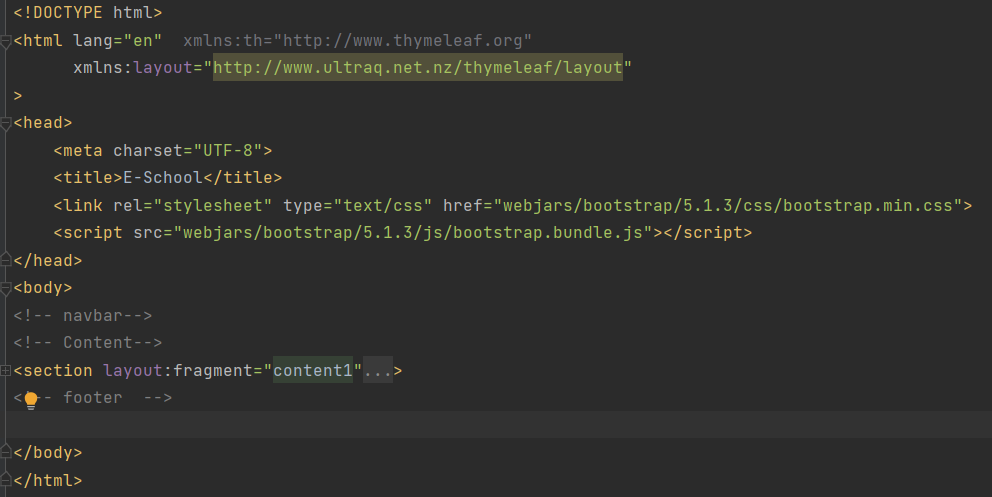 <!DOCTYPE html>
<html lang="en"  xmlns:th="http://www.thymeleaf.org"
      xmlns:layout="http://www.ultraq.net.nz/thymeleaf/layout"
>
<head>
    <meta charset="UTF-8">
    <title>E-School</title>
    <link rel="stylesheet" type="text/css" href="webjars/bootstrap/5.1.3/css/bootstrap.min.css">
    <script src="webjars/bootstrap/5.1.3/js/bootstrap.bundle.js"></script>
</head>
<body>
<!-- navbar-->
<!-- Content-->
<section layout:fragment="content1"...>
<!-- footer  -->
</body>
</html>